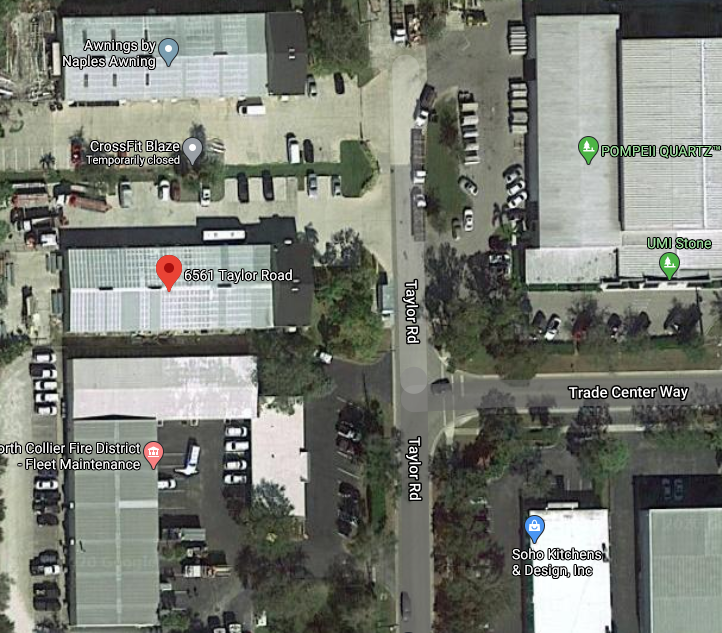 Awnings by
Naples Awning
CrossFit Blaze
Temporarily closed
POMPEII QUARTZ™
UMI Stone
6561 Taylor Road
Taylor Rd
Trade Center Way
Taylor Rd
orth Collier Fire District
- Fleet Maintenance
Soho Kitchens
& Design, Inc